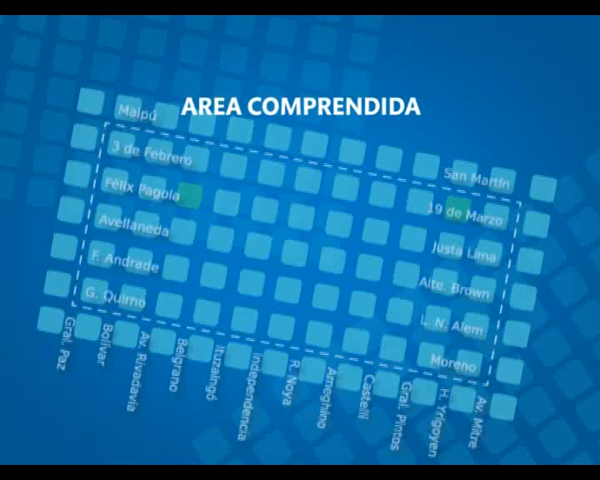 AREA COMPRENDIDA
Maipú
San Martín
3 de Febrero
19 de Marzo
Félix Pagola
Justa Lima
Avellaneda
Alte. Brown
F. Andrade
L. N. Alem
G. Quirno
Moreno
Gral. Paz
Bolívar
Av. Rivadavia
Belgrano
Ituzaingó
Independencia
R. Noya
Ameghino
Castelli
Gral. Pintos
H. Yrigoyen
Av. Mitre